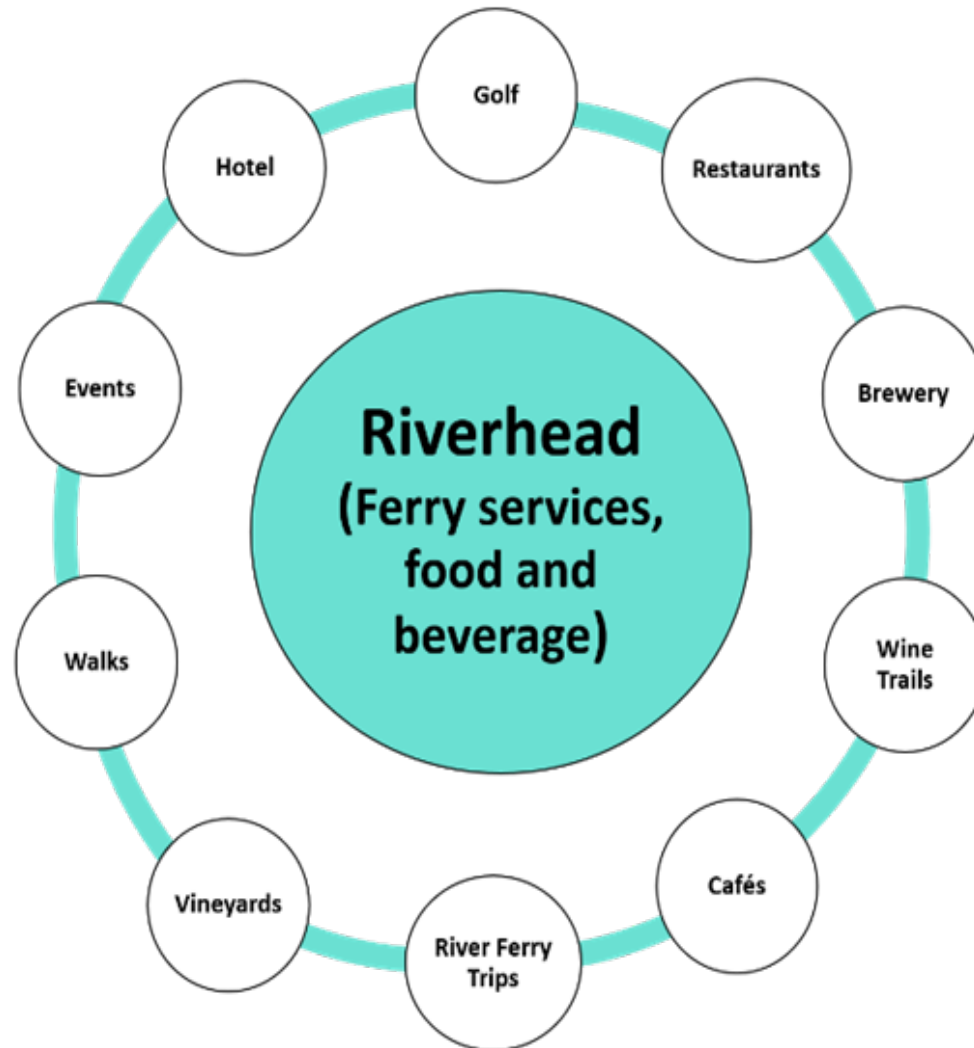 Golf
Restaurants
Brewery
Wine
Trails
Cafés
River Ferry
Trips
Vineyards
Walks
Events
Hotel
Riverhead
(Ferry services,
food and
beverage)